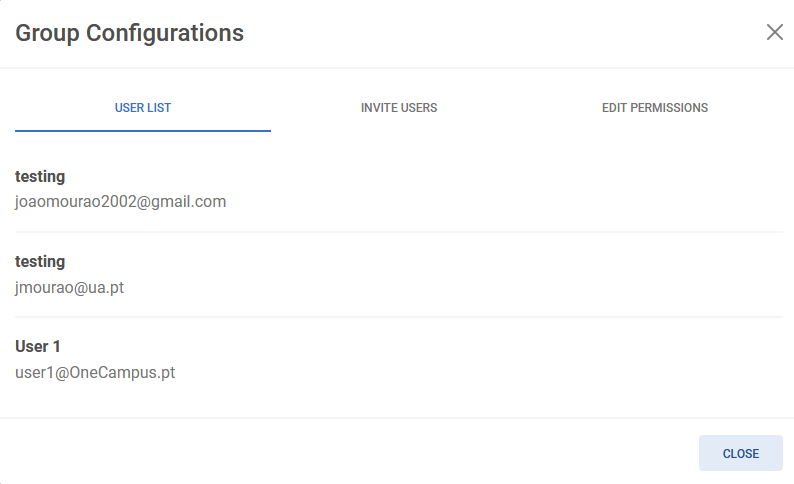 Group Configurations
USER LIST
INVITE USERS
EDIT PERMISSIONS
testing
joaomourao2002@gmail.com
testing
jmourao@ua.pt
User 1
user1@OneCampus.pt
CLOSE